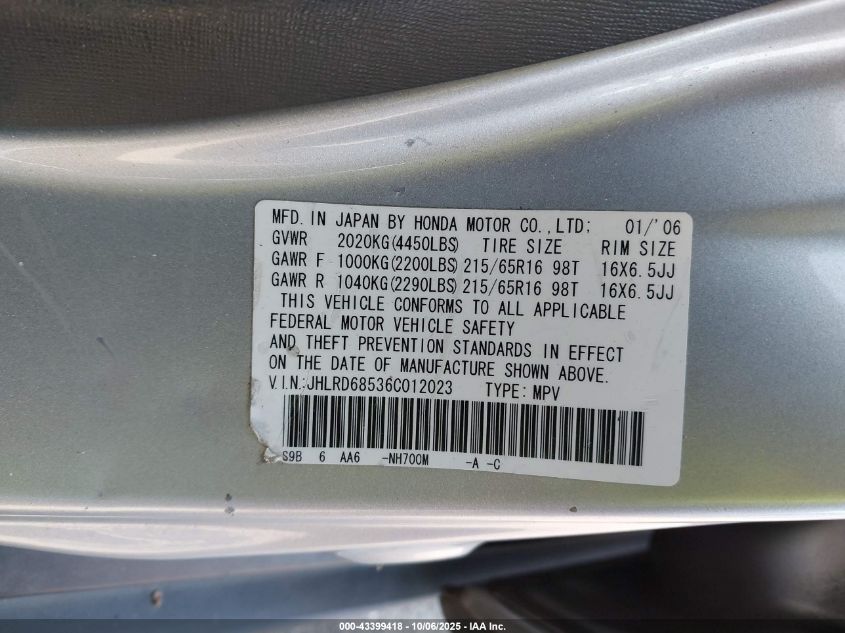 MFD. IN JAPAN BY HONDA MOTOR CO.,LTD: 01/'06
GVWR 2020KG(4450LBS) TIRE SIZE RIM SIZE
GAWR F 1000KG(2200LBS) 215/65R16 98T 16X6.5JJ
GAWR R 1040KG(2290LBS) 215/65R16 98T 16X6.5JJ
THIS VEHICLE CONFORMS TO ALL APPLICABLE
FEDERAL MOTOR VEHICLE SAFETY
AND THEFT PREVENTION STANDARDS IN EFFECT
ON THE DATE OF MANUFACTURE SHOWN ABOVE.
V.I.N.:JHLRD68536C012023 TYPE: MPV
S9B 6 AA6 -NH700M -A -C
000-43399418 - 10/06/2025 - IAA Inc.